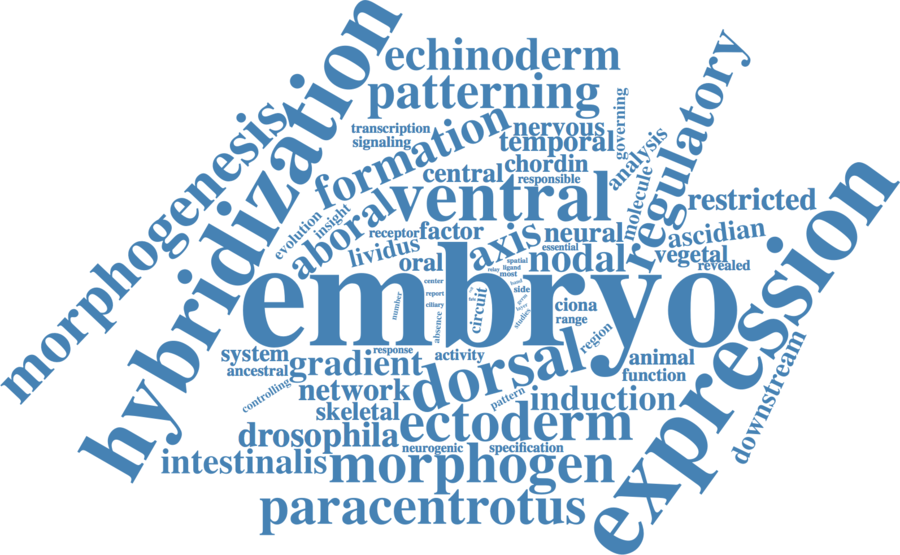 echinoderm
patterning
hybridization
morphogenesis
regulatory
governing
transcription
signaling
formation
nervous
temporal
analysis
chordin
central
responsible
molecule
ventral
restricted
evolution
insight
aboral
receptor
factor
axis
neural
ascidian
lividus
essential
nodal
vegetal
revealed
oral
spatial
ligand
relay
most
expression
embryo
center
report
ciliary
number
absence
circuit
band
side
germ
layer
studies
ciona
range
region
system
ancestral
response
activity
gradient
dorsal
animal
function
controlling
network
pattern
induction
downstream
skeletal
ectoderm
drosophila
neurogenic
specification
intestinalis
morphogen
paracentrotus